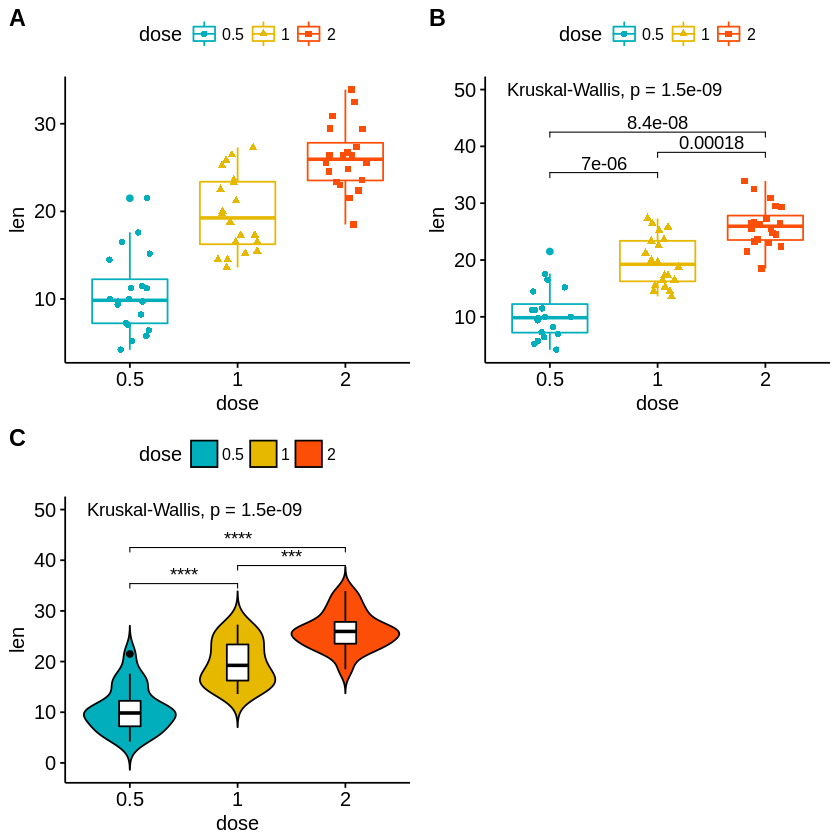 A
dose 0.5 1 2
30
20
10
len
0.5 1 2
dose
B
dose 0.5 1 2
50
40
30
20
10
len
Kruskal-Wallis, p = 1.5e-09
8.4e-08
0.00018
7e-06
0.5 1 2
dose
C
dose 0.5 1 2
50
40
30
20
10
0
len
Kruskal-Wallis, p = 1.5e-09
****
***
****
0.5 1 2
dose